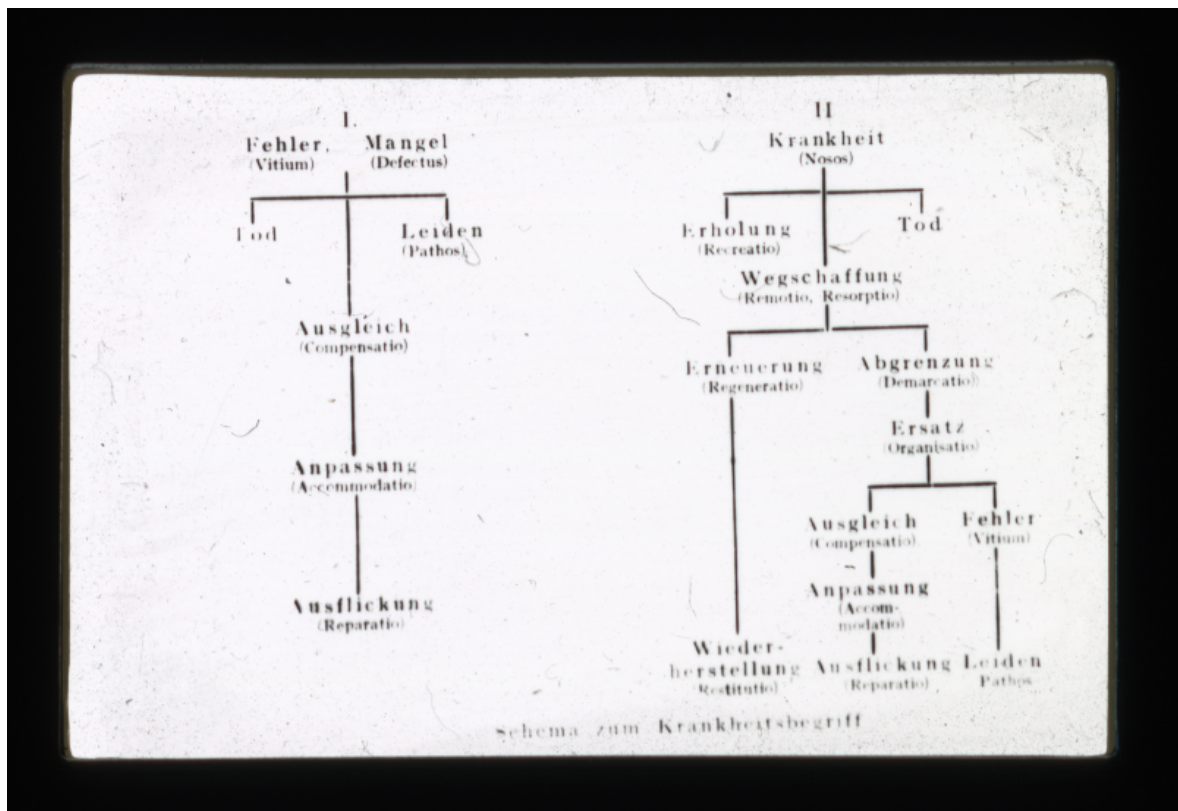 I.
Fehler, Mangel
(Vitium) (Defectus)
Tod
Leiden
(Pathos)
Ausgleich
(Compensatio)
Anpassung
(Accommodatio)
Ausflickung
(Reparatio)
II
Krankheit
(Nosos)
Erholung
(Recreatio)
Tod
Wegschaffung
(Remotio, Resorptio)
Erneuerung
(Regeneratio)
Abgrenzung
(Demarcatio)
Ersatz
(Organisatio)
Ausgleich
(Compensatio)
Fehler
(Vitium)
Anpassung
(Accom-
modatio)
Wieder-
herstellung
(Restitutio)
Ausflickung
(Reparatio)
Leiden
Pathos
Schema zum Krankheitsbegriff